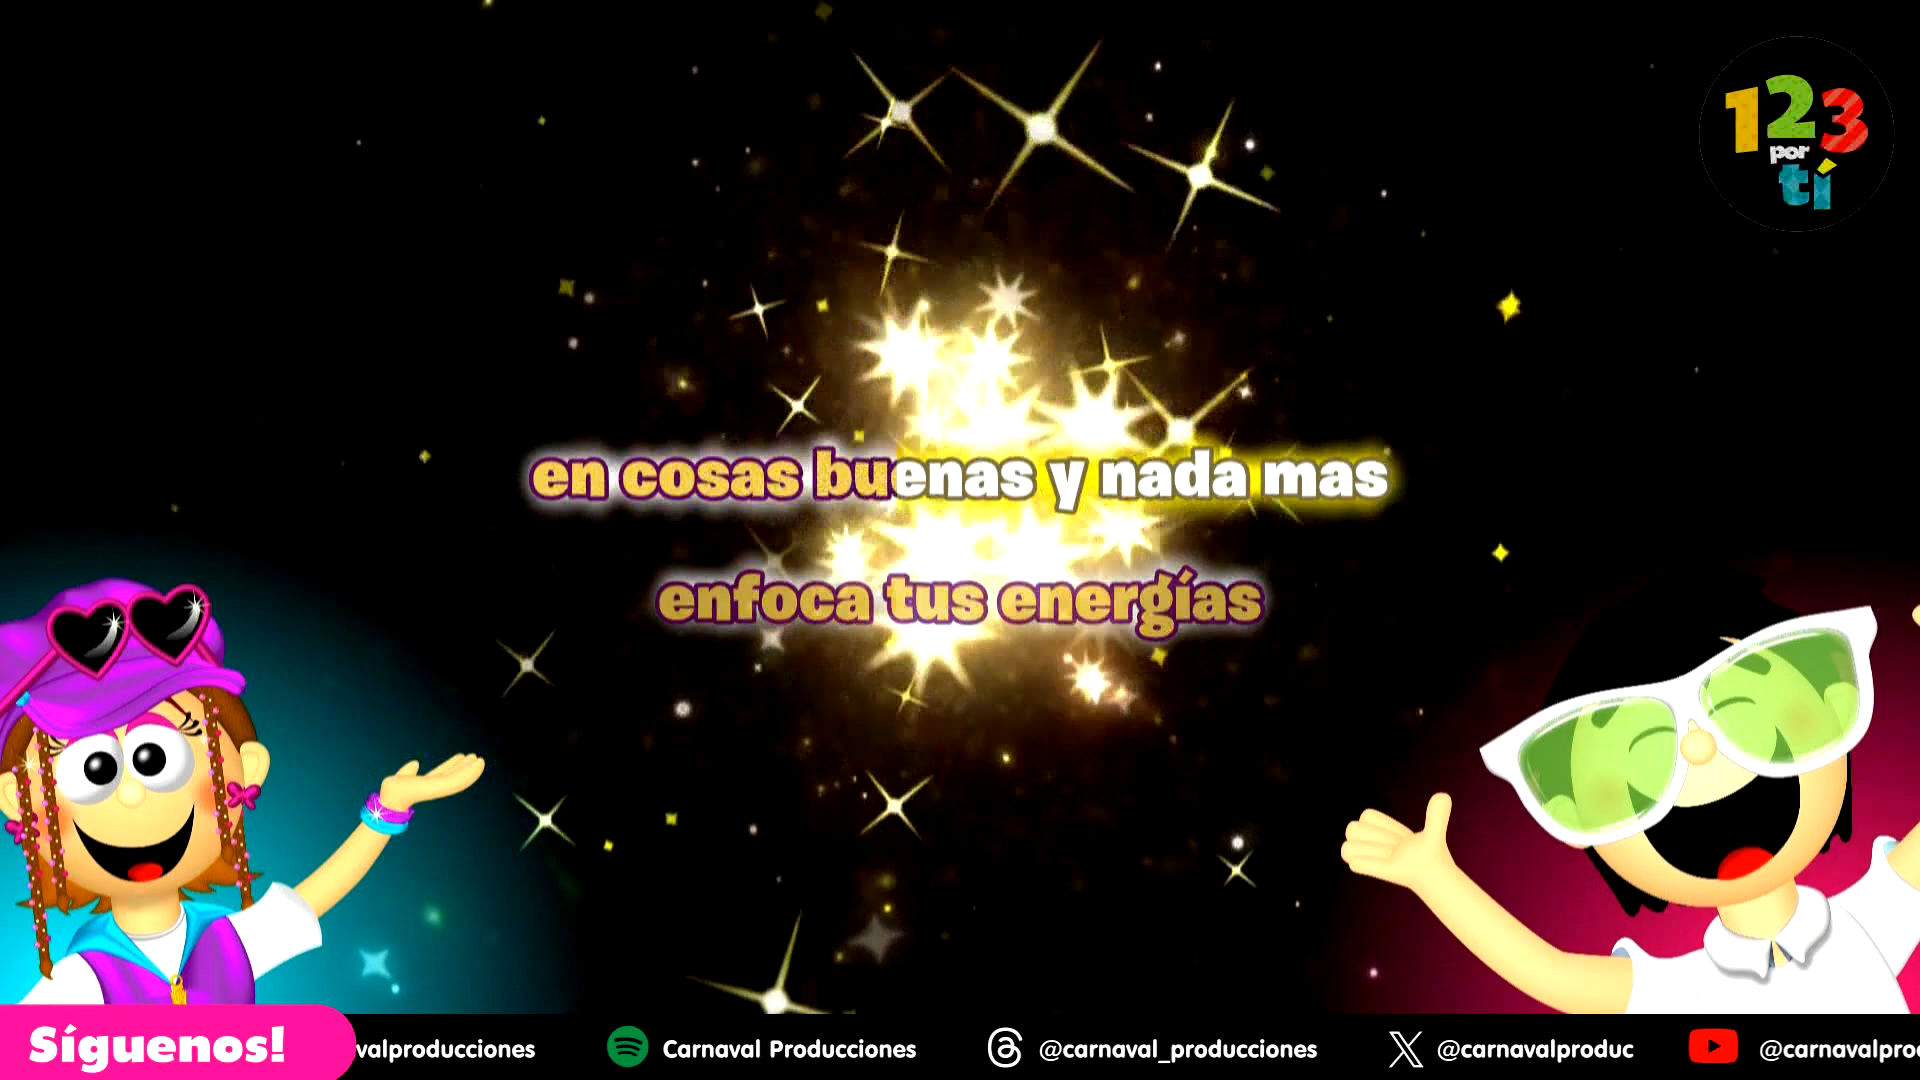 123
por
tí
en cosas buenas y nada mas
enfoca tus energías
Síguenos!
valproducciones
Carnaval Producciones
@carnaval_producciones
@carnavalproduc
@carnavalpro